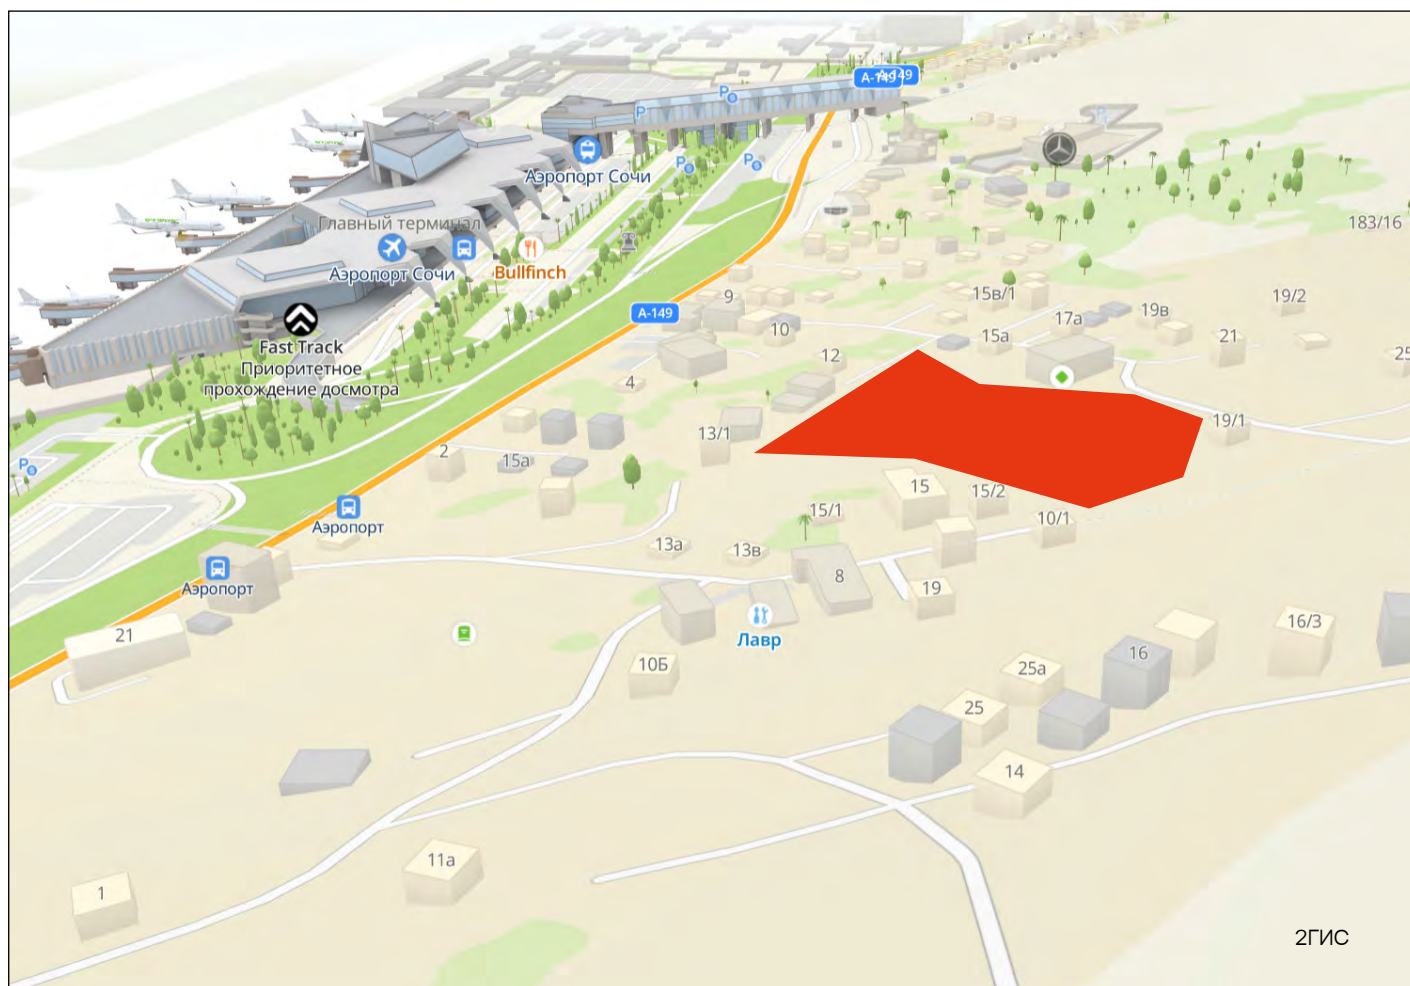 А-149
А-149
P
P
P
P
P
Аэропорт Сочи
Главный терминал
Аэропорт Сочи
Bullfinch
183/16
А-149
9
10
12
15в/1
15а
17а
19в
19/2
21
25
Fast Track
Приоритетное
прохождение досмотра
4
13/1
2
15а
19/1
P
15
15/2
15/1
10/1
Аэропорт
13а
13в
Аэропорт
8
19
21
Лавр
10Б
16/3
16
25а
25
14
11а
1
2ГИС